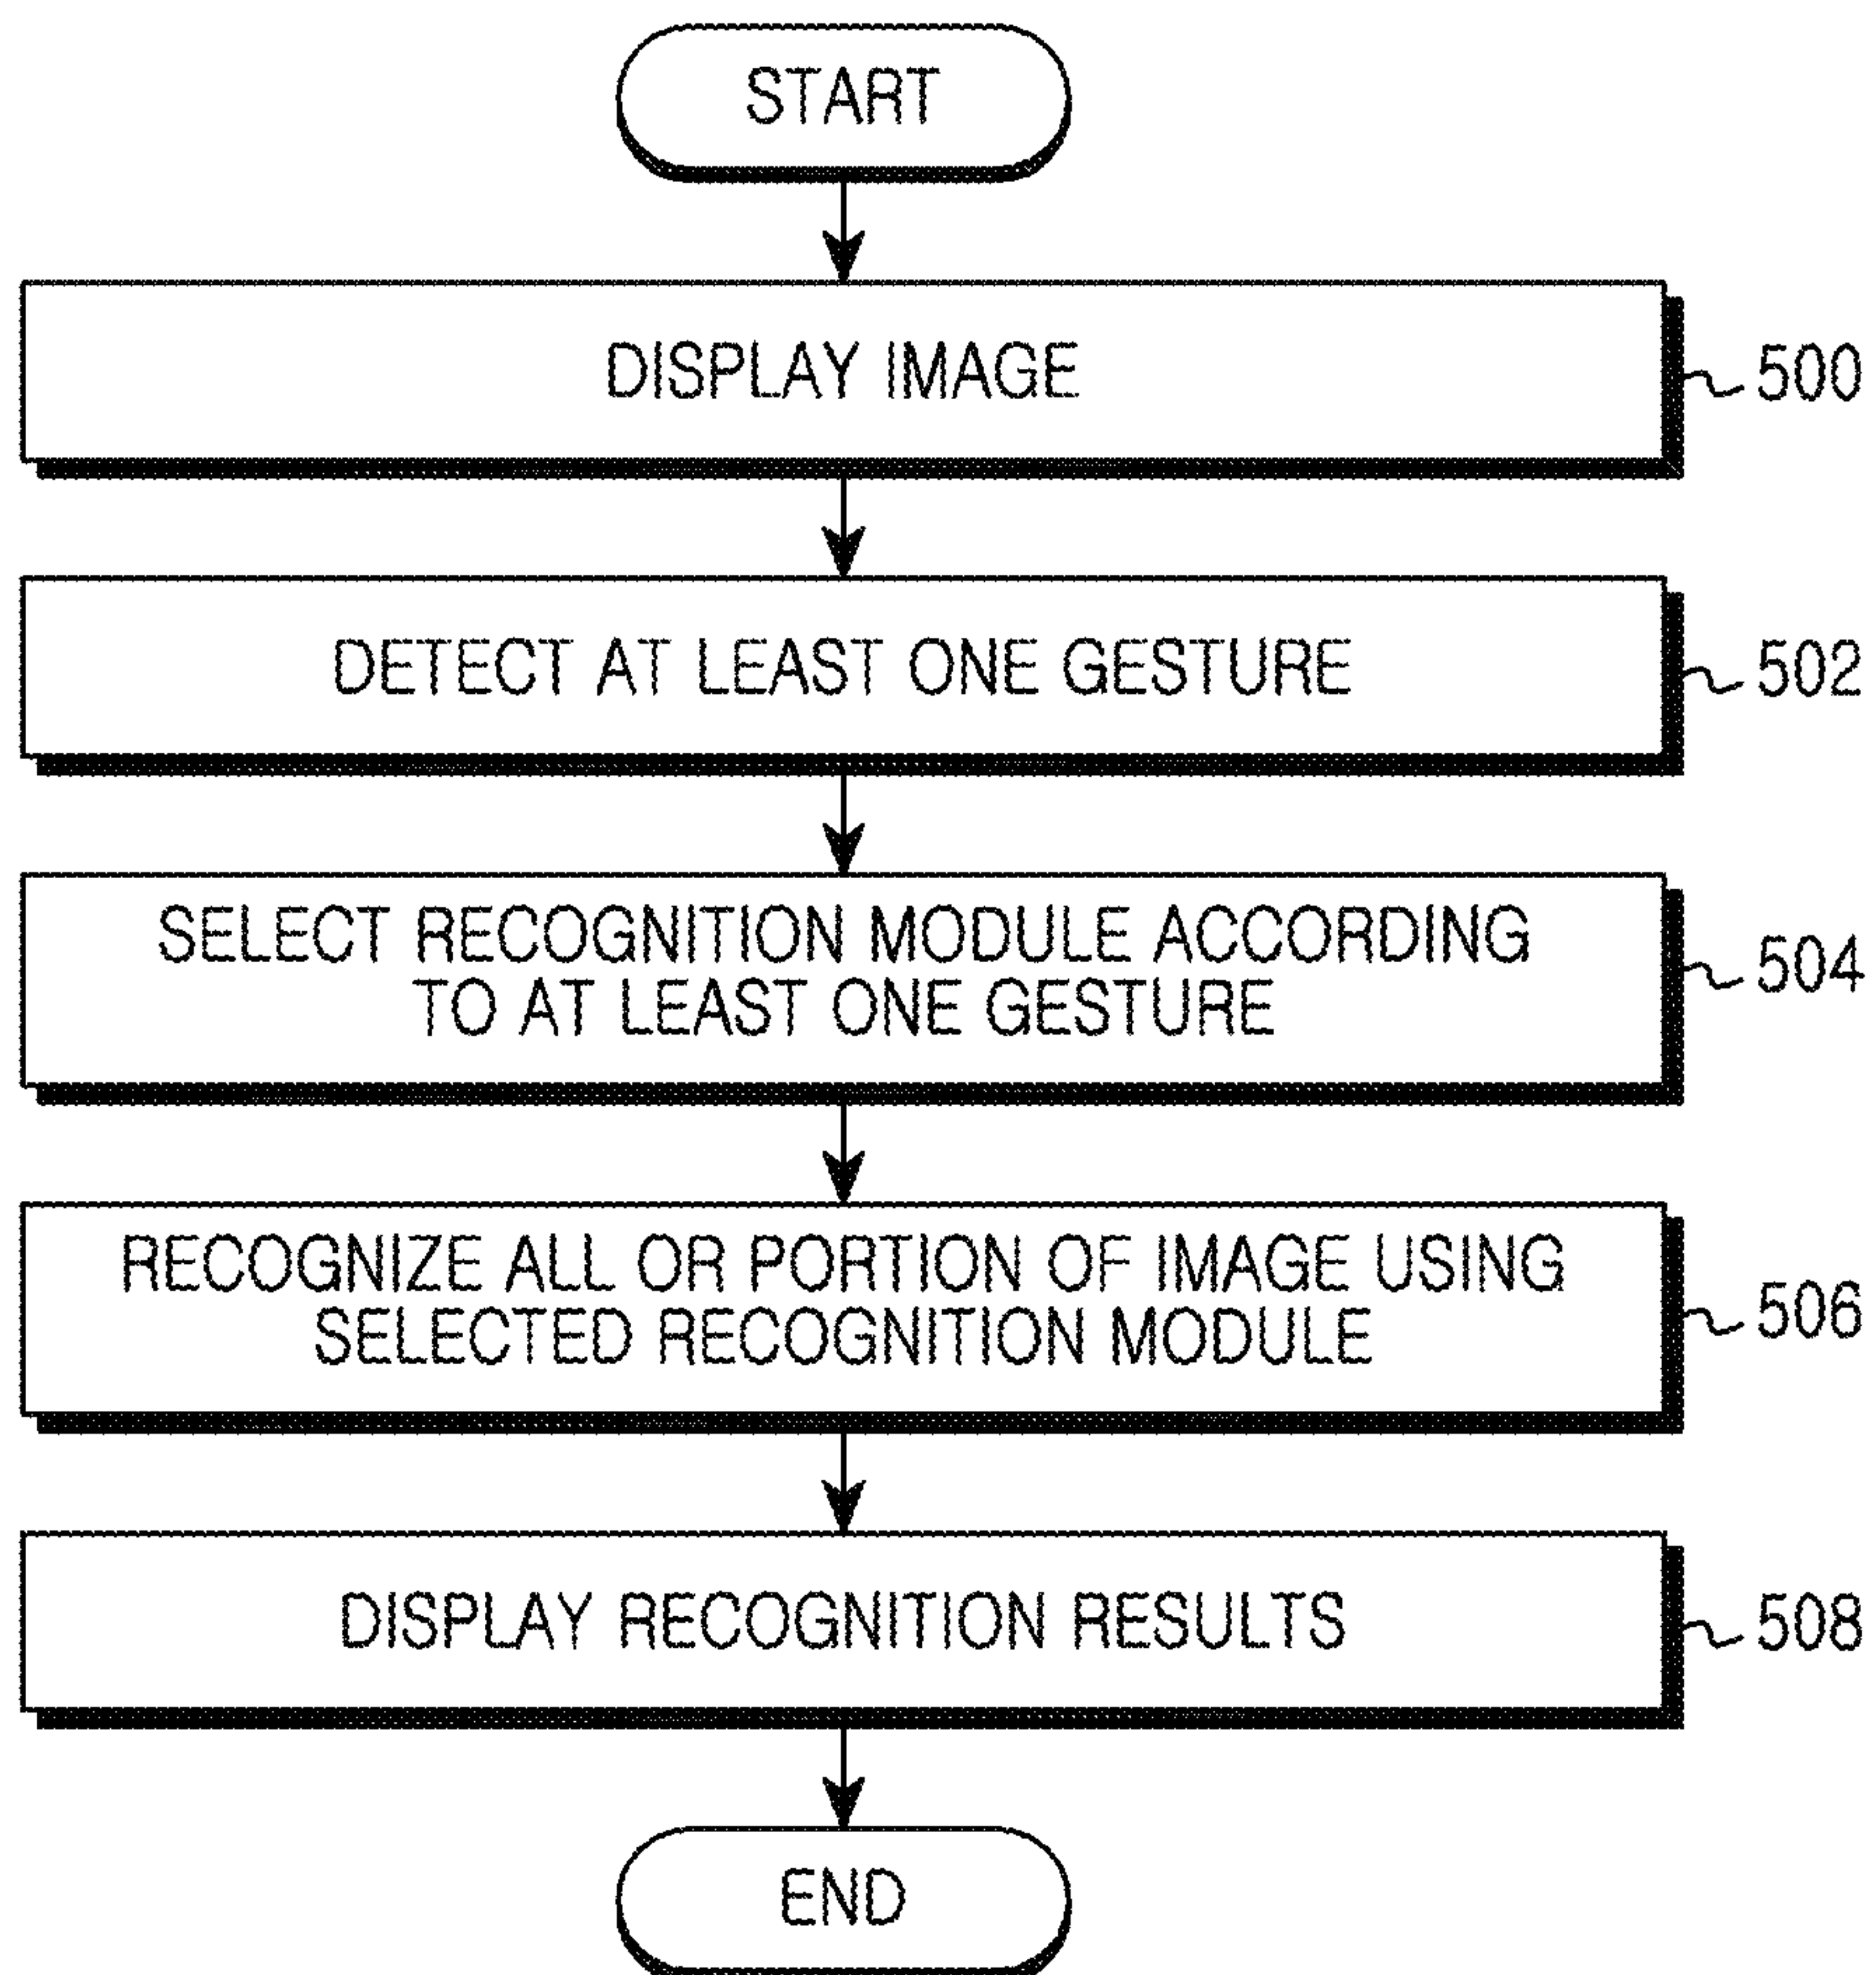 START
DISPLAY IMAGE
500
DETECT AT LEAST ONE GESTURE
502
SELECT RECOGNITION MODULE ACCORDING
TO AT LEAST ONE GESTURE
504
RECOGNIZE ALL OR PORTION OF IMAGE USING
SELECTED RECOGNITION MODULE
506
DISPLAY RECOGNITION RESULTS
508
END